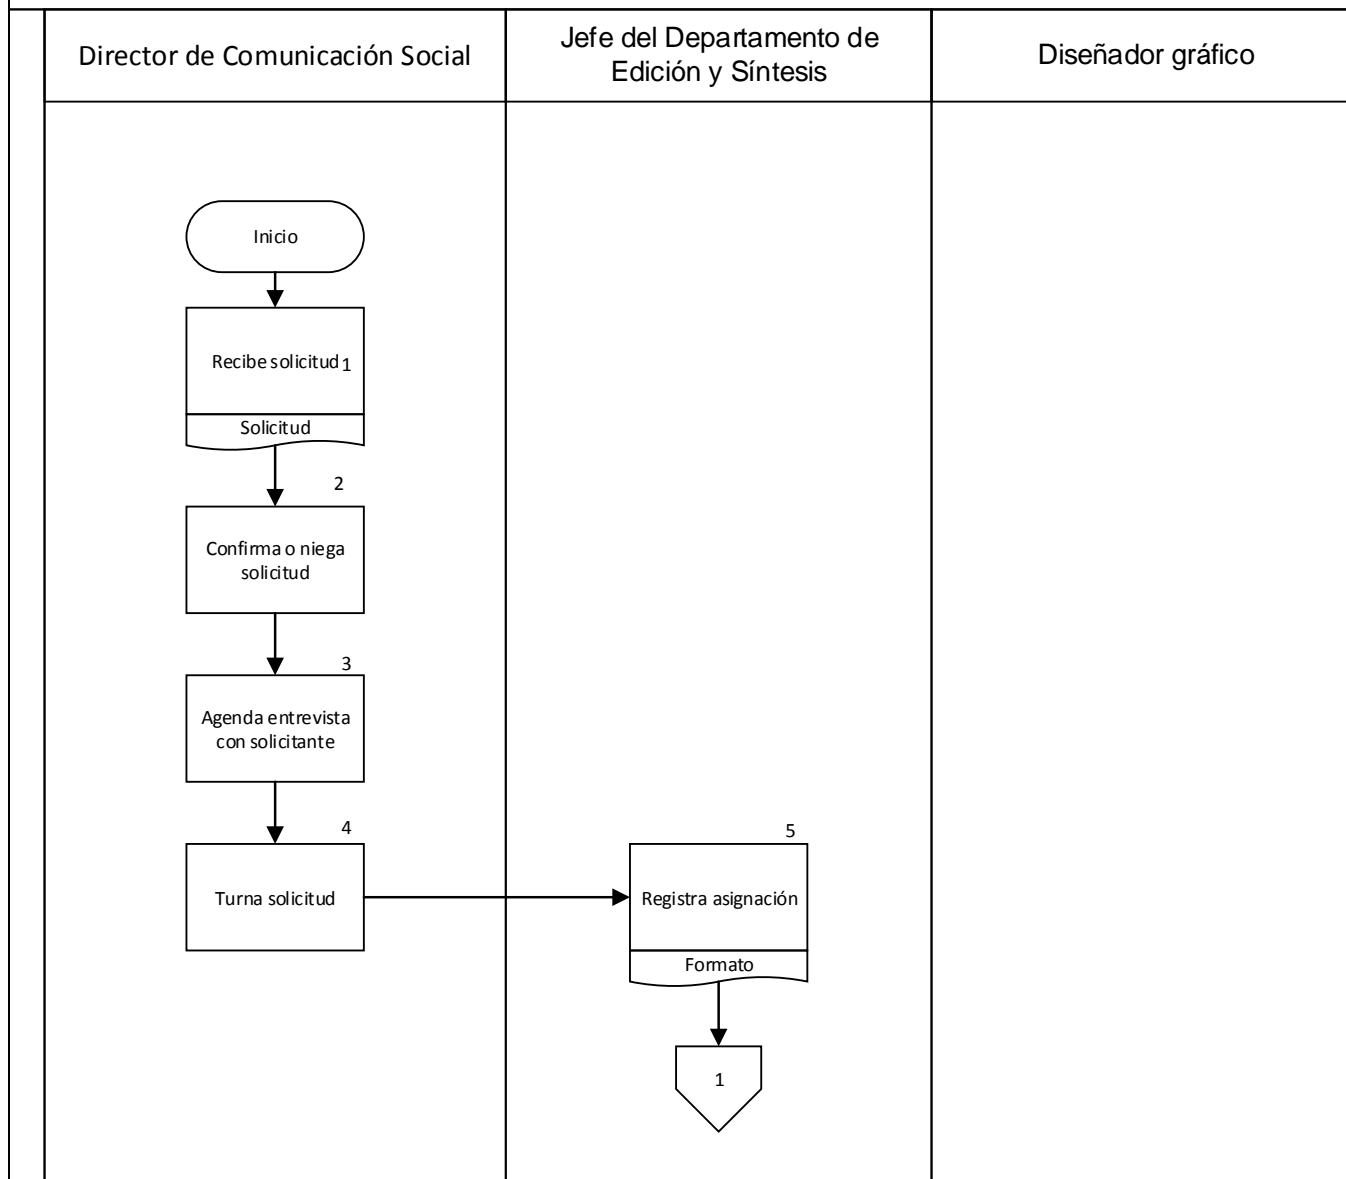 Director de Comunicación Social
Jefe del Departamento de
Edición y Síntesis
Diseñador gráfico
Inicio
Recibe solicitud 1
Solicitud
2
Confirma o niega
solicitud
3
Agenda entrevista
con solicitante
4
Turna solicitud
5
Registra asignación
Formato
1